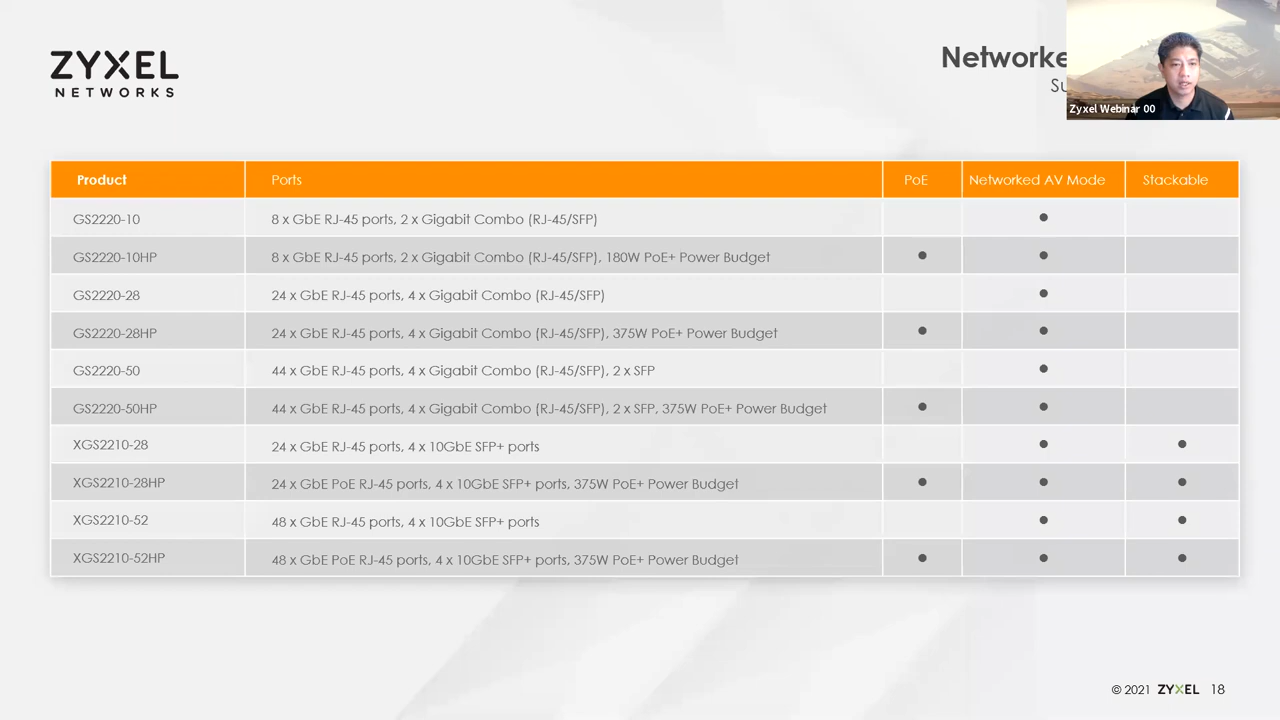 ZYXEL
NETWORKS
Zyxel Webinar 00
Product Ports PoE Networked AV Mode Stackable
GS2220-10 8 x GbE RJ-45 ports, 2 x Gigabit Combo (RJ-45/SFP) ●
GS2220-10HP 8 x GbE RJ-45 ports, 2 x Gigabit Combo (RJ-45/SFP), 180W PoE+ Power Budget ● ●
GS2220-28 24 x GbE RJ-45 ports, 4 x Gigabit Combo (RJ-45/SFP) ●
GS2220-28HP 24 x GbE RJ-45 ports, 4 x Gigabit Combo (RJ-45/SFP), 375W PoE+ Power Budget ● ●
GS2220-50 44 x GbE RJ-45 ports, 4 x Gigabit Combo (RJ-45/SFP), 2 x SFP ●
GS2220-50HP 44 x GbE RJ-45 ports, 4 x Gigabit Combo (RJ-45/SFP), 2 x SFP, 375W PoE+ Power Budget ● ●
XGS2210-28 24 x GbE RJ-45 ports, 4 x 10GbE SFP+ ports ● ●
XGS2210-28HP 24 x GbE PoE RJ-45 ports, 4 x 10GbE SFP+ ports, 375W PoE+ Power Budget ● ● ●
XGS2210-52 48 x GbE RJ-45 ports, 4 x 10GbE SFP+ ports ● ●
XGS2210-52HP 48 x GbE PoE RJ-45 ports, 4 x 10GbE SFP+ ports, 375W PoE+ Power Budget ● ● ●
© 2021 ZYXEL 18